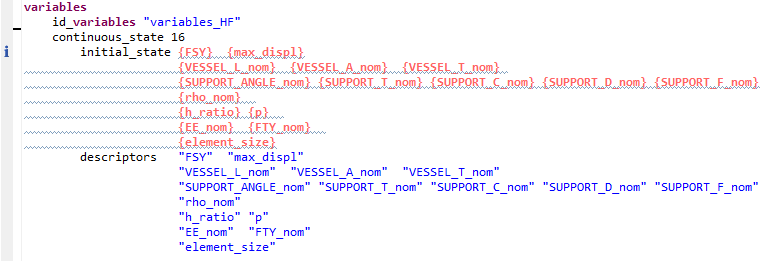 variables
id_variables "variables_HF"
continuous_state 16
initial_state {FSY} {max_displ}
{VESSEL_L_nom} {VESSEL_A_nom} {VESSEL_T_nom}
{SUPPORT_ANGLE_nom} {SUPPORT_T_nom} {SUPPORT_C_nom} {SUPPORT_D_nom} {SUPPORT_F_nom}
{rho_nom}
{h_ratio} {p}
{EE_nom} {FTY_nom}
{element_size}
descriptors "FSY" "max_displ"
"VESSEL_L_nom" "VESSEL_A_nom" "VESSEL_T_nom"
"SUPPORT_ANGLE_nom" "SUPPORT_T_nom" "SUPPORT_C_nom" "SUPPORT_D_nom" "SUPPORT_F_nom"
"rho_nom"
"h_ratio" "p"
"EE_nom" "FTY_nom"
"element_size"